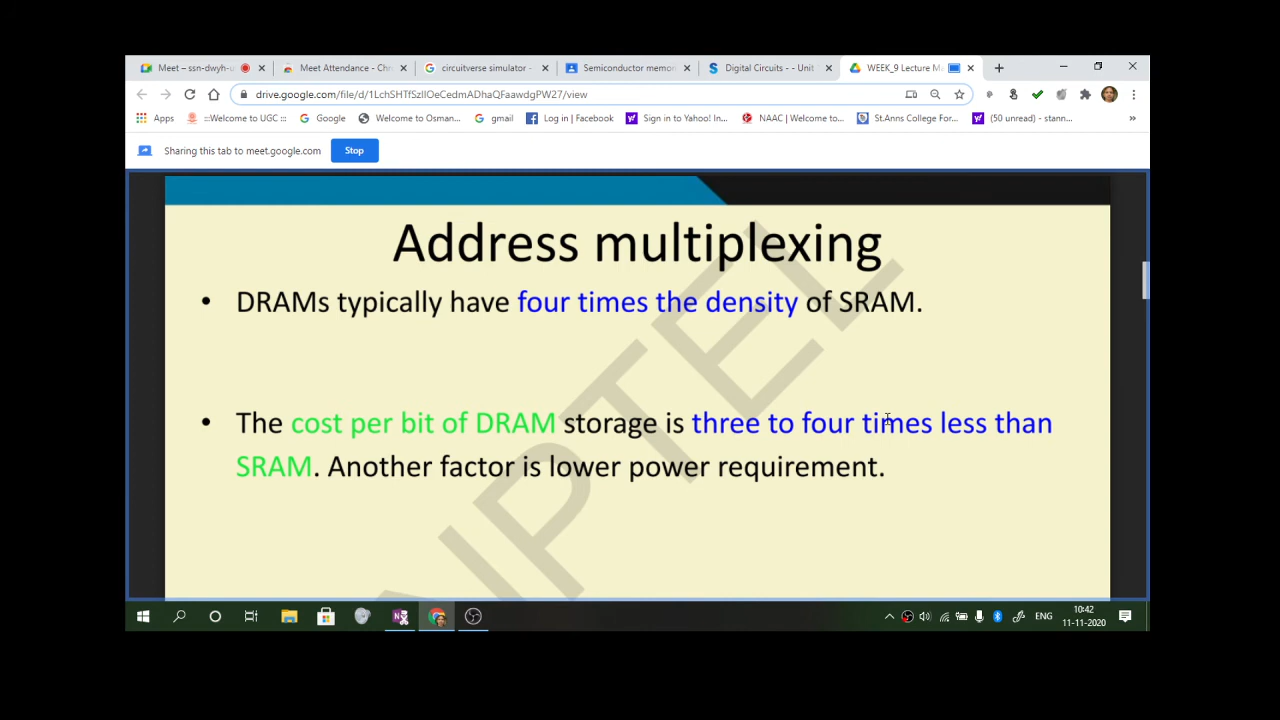 Meet – ssn-dwyh-u
Meet Attendance - Chr
circuitverse simulator -
Semiconductor memor
Digital Circuits - - Unit
WEEK_9 Lecture Ma
drive.google.com/file/d/1LchSHTfSzllOeCedmADhaQFaawdgPW27/view
Apps
:::Welcome to UGC :::
Google
Welcome to Osman...
gmail
Log in | Facebook
Sign in to Yahoo! In...
NAAC | Welcome to...
St.Anns College For...
(50 unread) - stann...
»
Sharing this tab to meet.google.com
Stop
Address multiplexing
• DRAMs typically have four times the density of SRAM.
• The cost per bit of DRAM storage is three to four times less than
SRAM. Another factor is lower power requirement.
NPTEL
ENG
10:42
11-11-2020